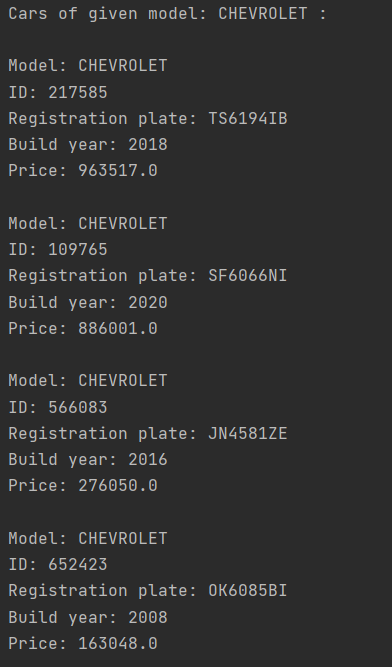 Cars of given model: CHEVROLET :
Model: CHEVROLET
ID: 217585
Registration plate: TS6194IB
Build year: 2018
Price: 963517.0
Model: CHEVROLET
ID: 109765
Registration plate: SF6066NI
Build year: 2020
Price: 886001.0
Model: CHEVROLET
ID: 566083
Registration plate: JN4581ZE
Build year: 2016
Price: 276050.0
Model: CHEVROLET
ID: 652423
Registration plate: OK6085BI
Build year: 2008
Price: 163048.0